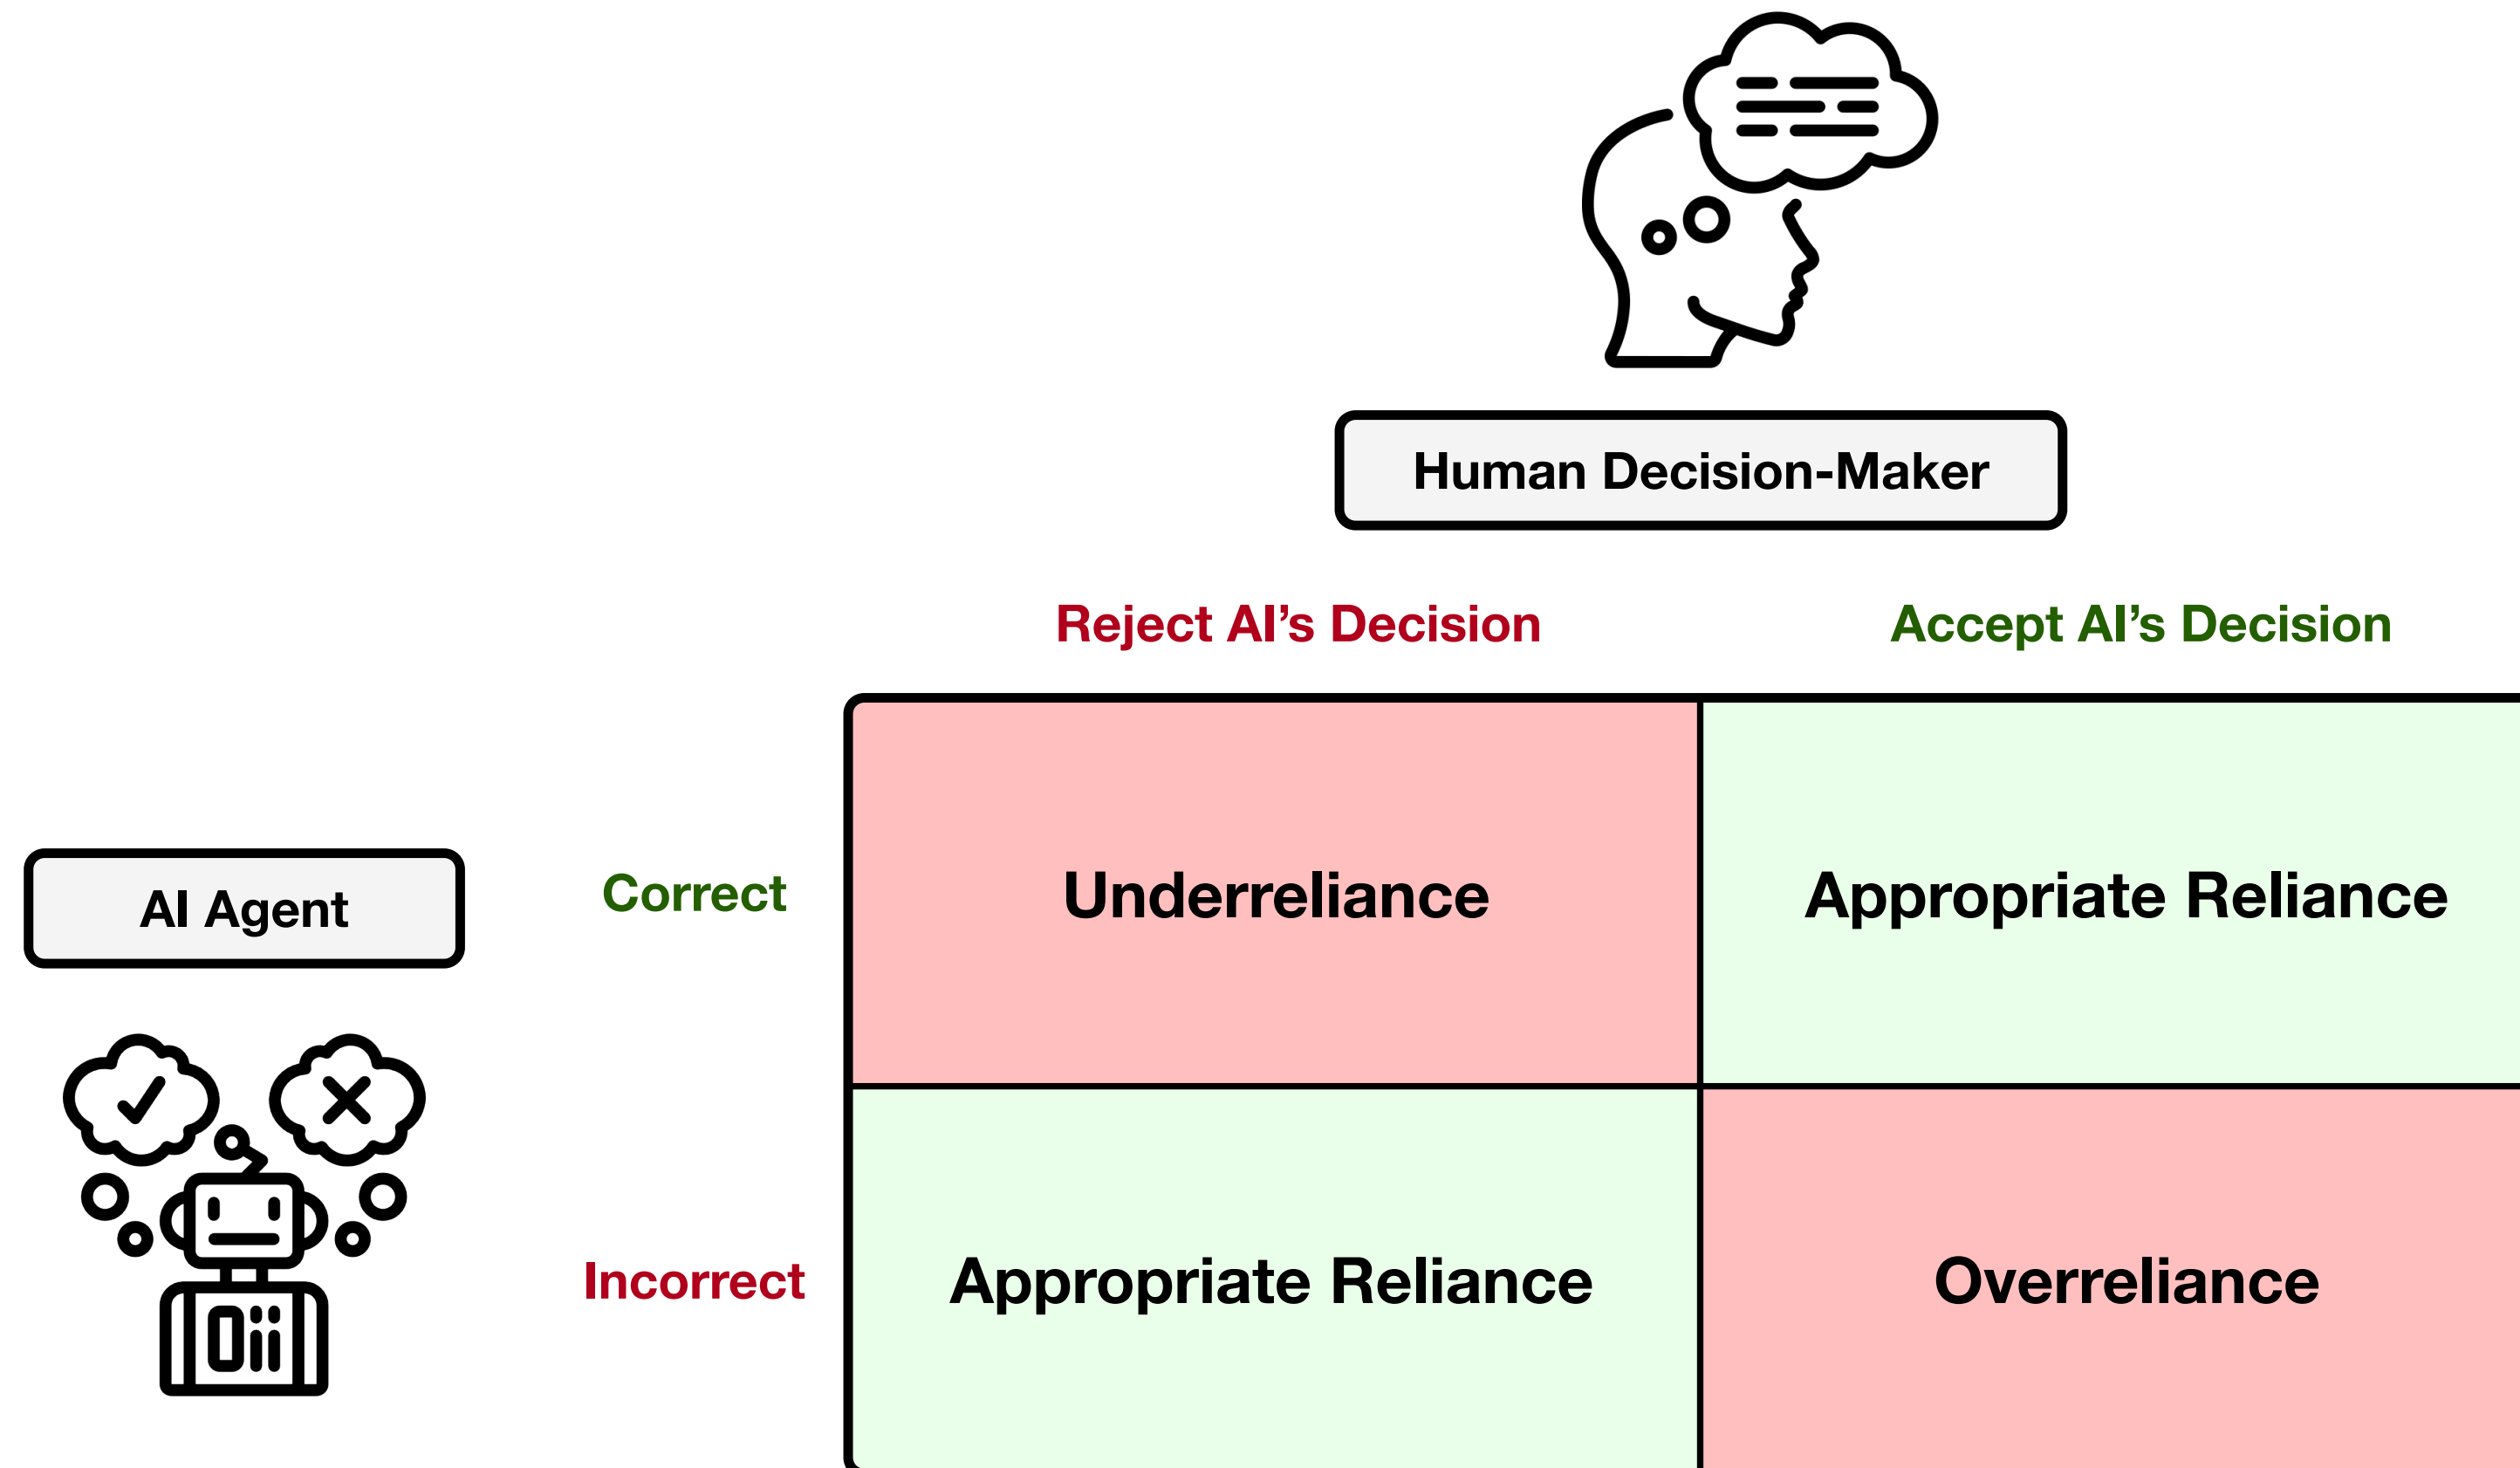 Human Decision-Maker
Reject AI’s Decision
Accept AI’s Decision
AI Agent
Correct
Underreliance
Appropriate Reliance
Incorrect
Appropriate Reliance
Overreliance